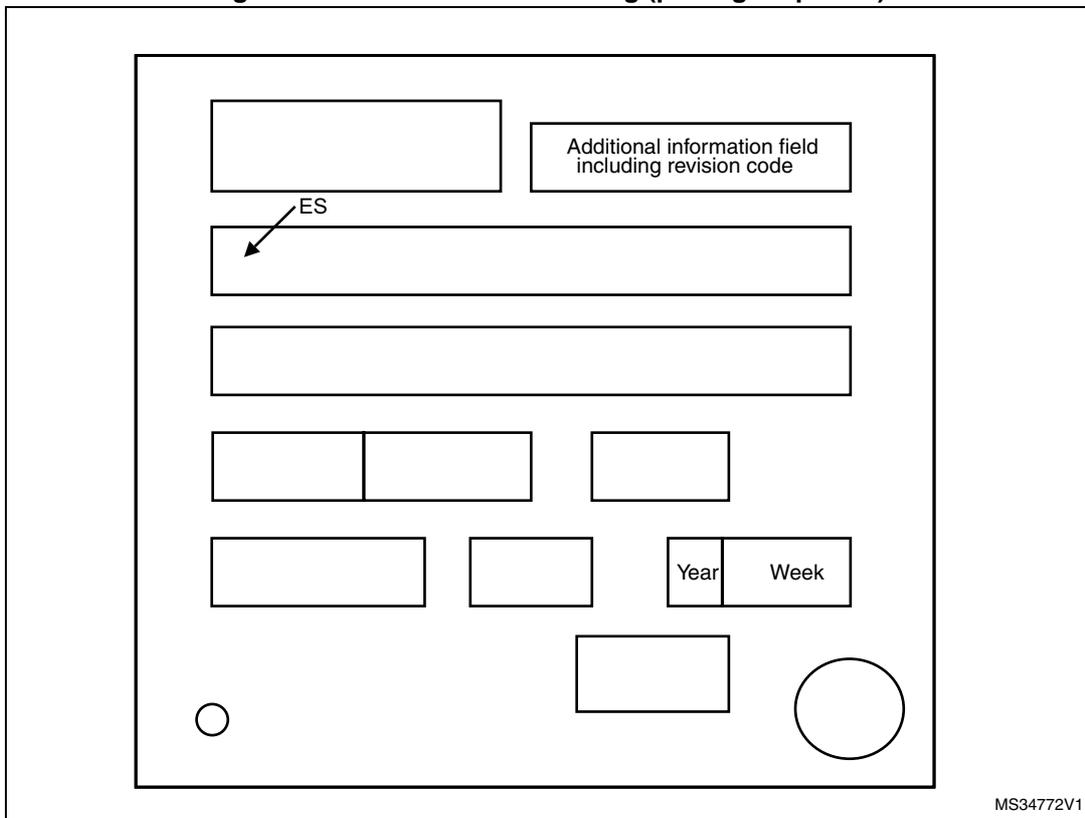 Additional information field
including revision code
ES
Year Week
MS34772V1